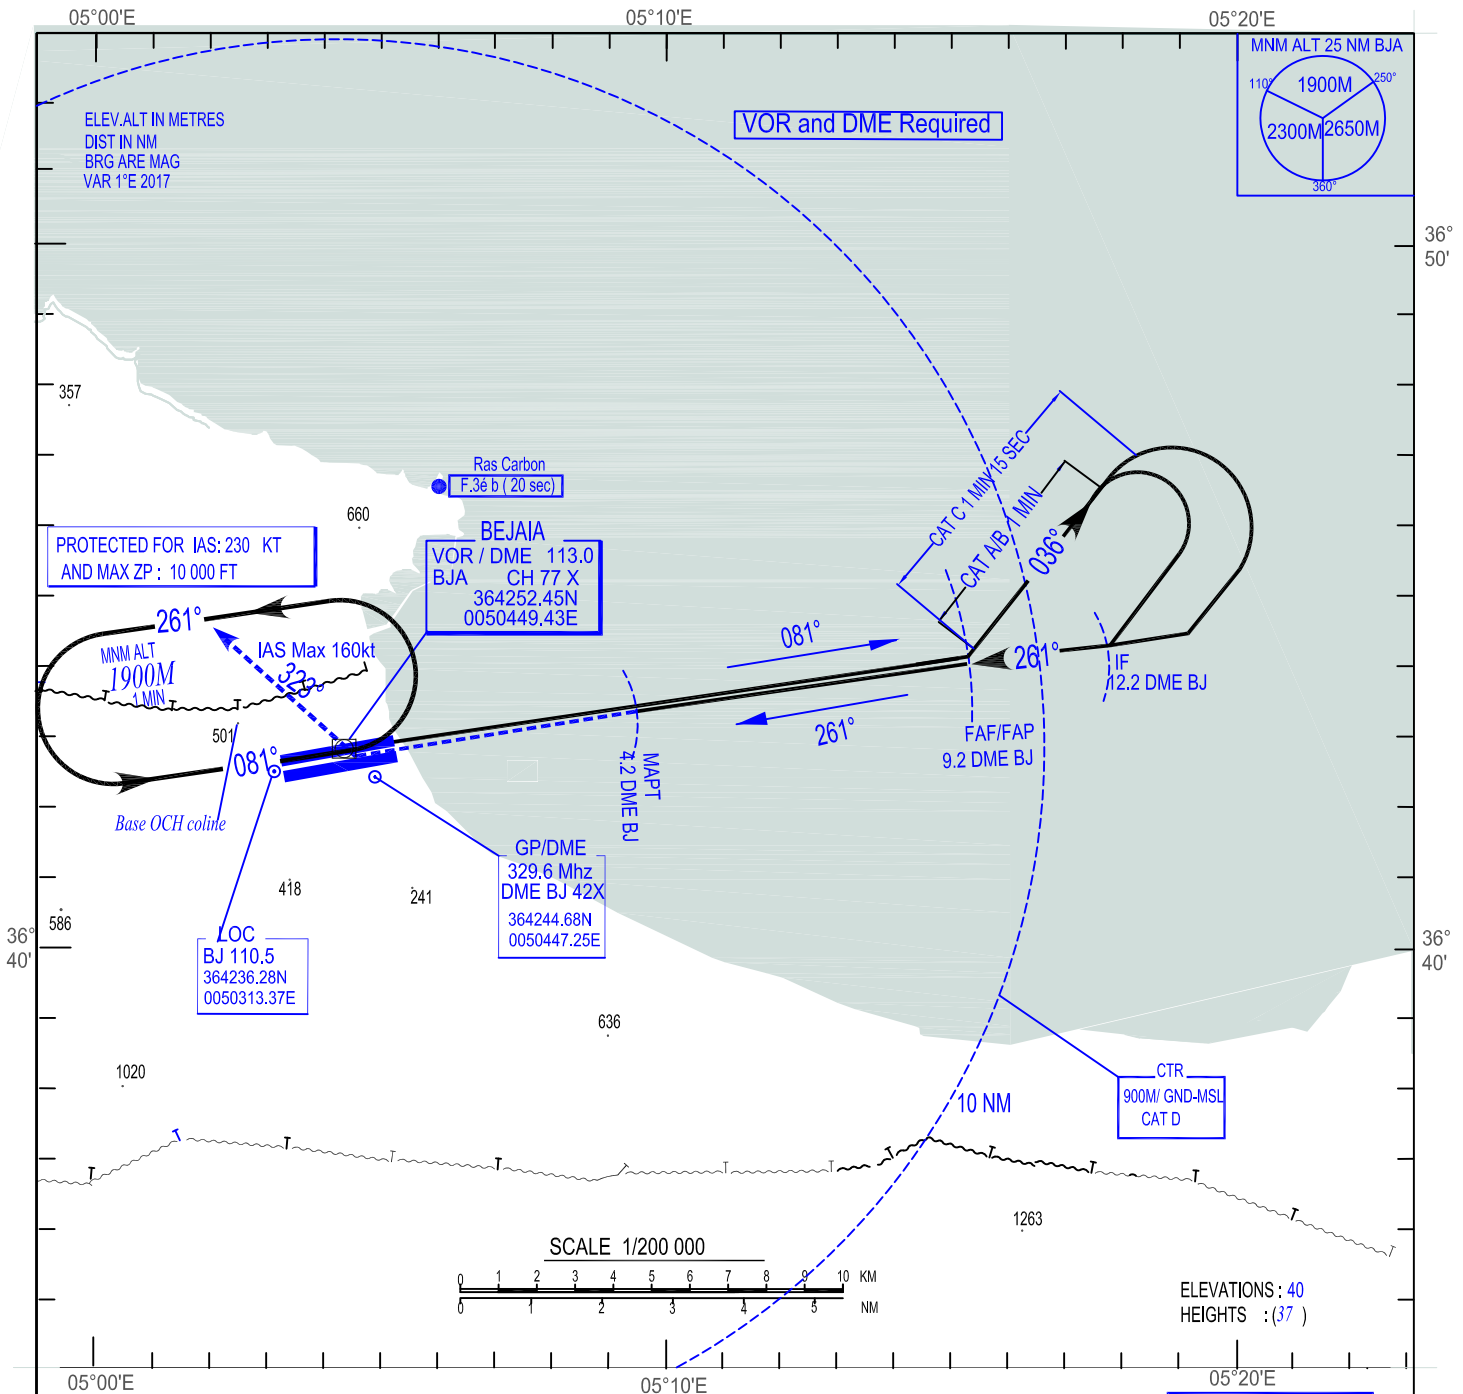 05°00'E
05°10'E
05°20'E
MNM ALT 25 NM BJA
110°
1900M
250°
2300M
2650M
360°
ELEV.ALT IN METRES
DIST IN NM
BRG ARE MAG
VAR 1°E 2017
VOR and DME Required
36°
50'
357
Ras Carbon
F.3é b ( 20 sec)
660
CAT C 1 MIN 15 SEC
CAT A/B 1 MIN
036°
PROTECTED FOR IAS: 230 KT
AND MAX ZP : 10 000 FT
BEJAIA
VOR / DME 113.0
BJA CH 77 X
364252.45N
0050449.43E
261°
MNM ALT
1900M
1 MIN
IAS Max 160kt
323°
081°
261°
261°
IF
12.2 DME BJ
FAF/FAP
9.2 DME BJ
MAPT
4.2 DME BJ
501
081°
Base OCH coline
GP/DME
329.6 Mhz
DME BJ 42X
364244.68N
0050447.25E
418
241
586
LOC
BJ 110.5
364236.28N
0050313.37E
36°
40'
36°
40'
636
1020
CTR
900M/ GND-MSL
CAT D
10 NM
1263
SCALE 1/200 000
0 1 2 3 4 5 6 7 8 9 10 KM
0 1 2 3 4 5 NM
ELEVATIONS : 40
HEIGHTS : (37 )
05°00'E
05°10'E
05°20'E